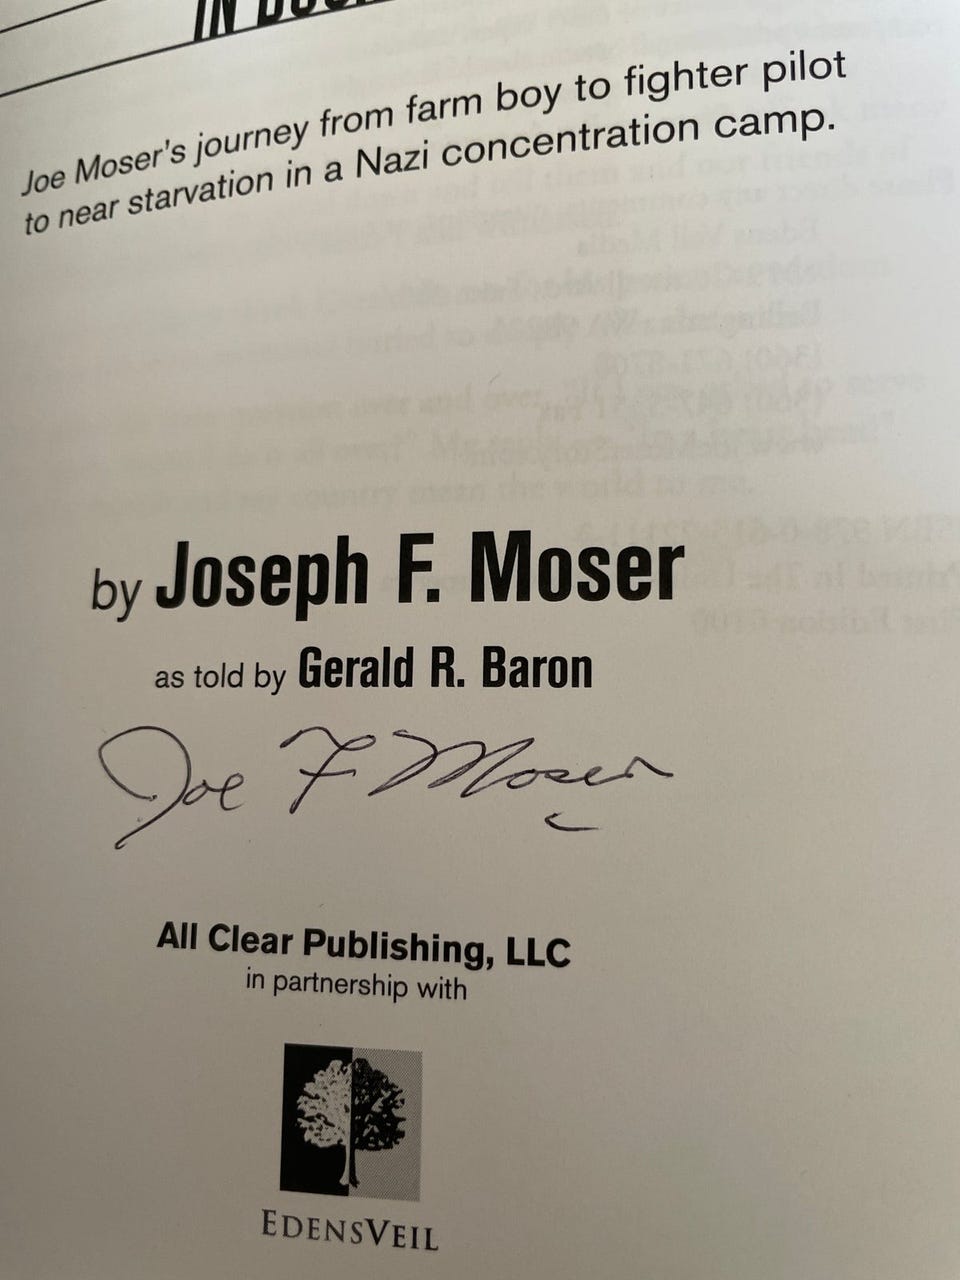 IN
Joe Moser's journey from farm boy to fighter pilot
to near starvation in a Nazi concentration camp.
by Joseph F. Moser
as told by Gerald R. Baron
Joe F Moser
All Clear Publishing, LLC
in partnership with
EDENSVEIL